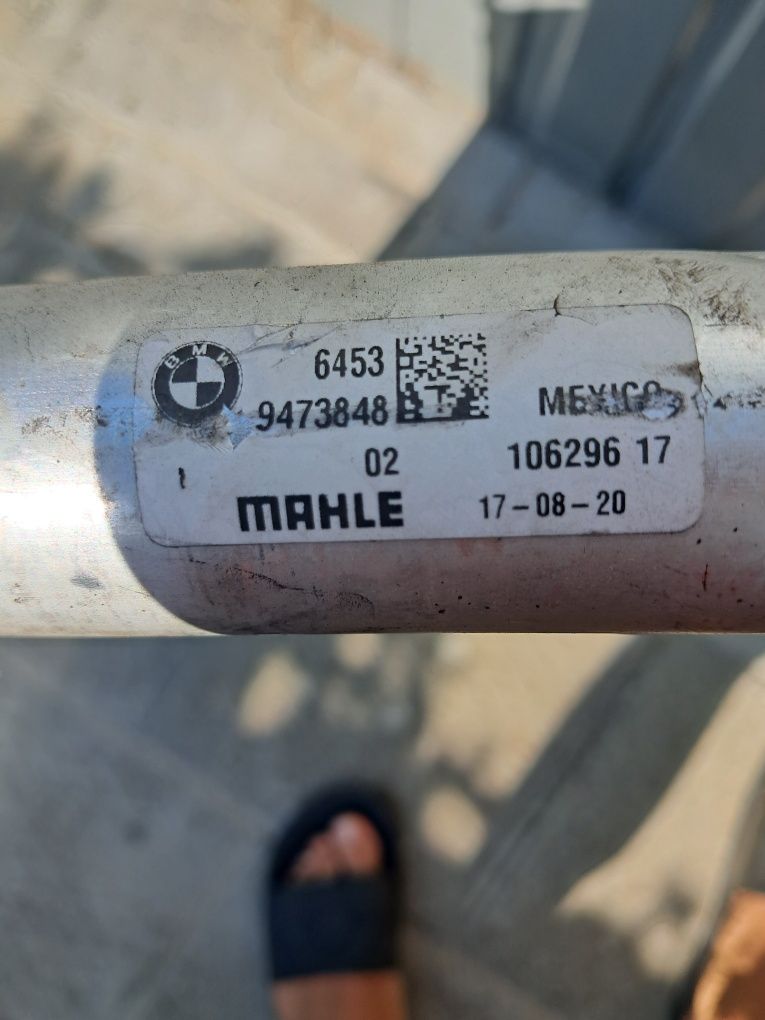 BMW
6453
9473848
MEXICO
02
106296 17
MAHLE
17-08-20